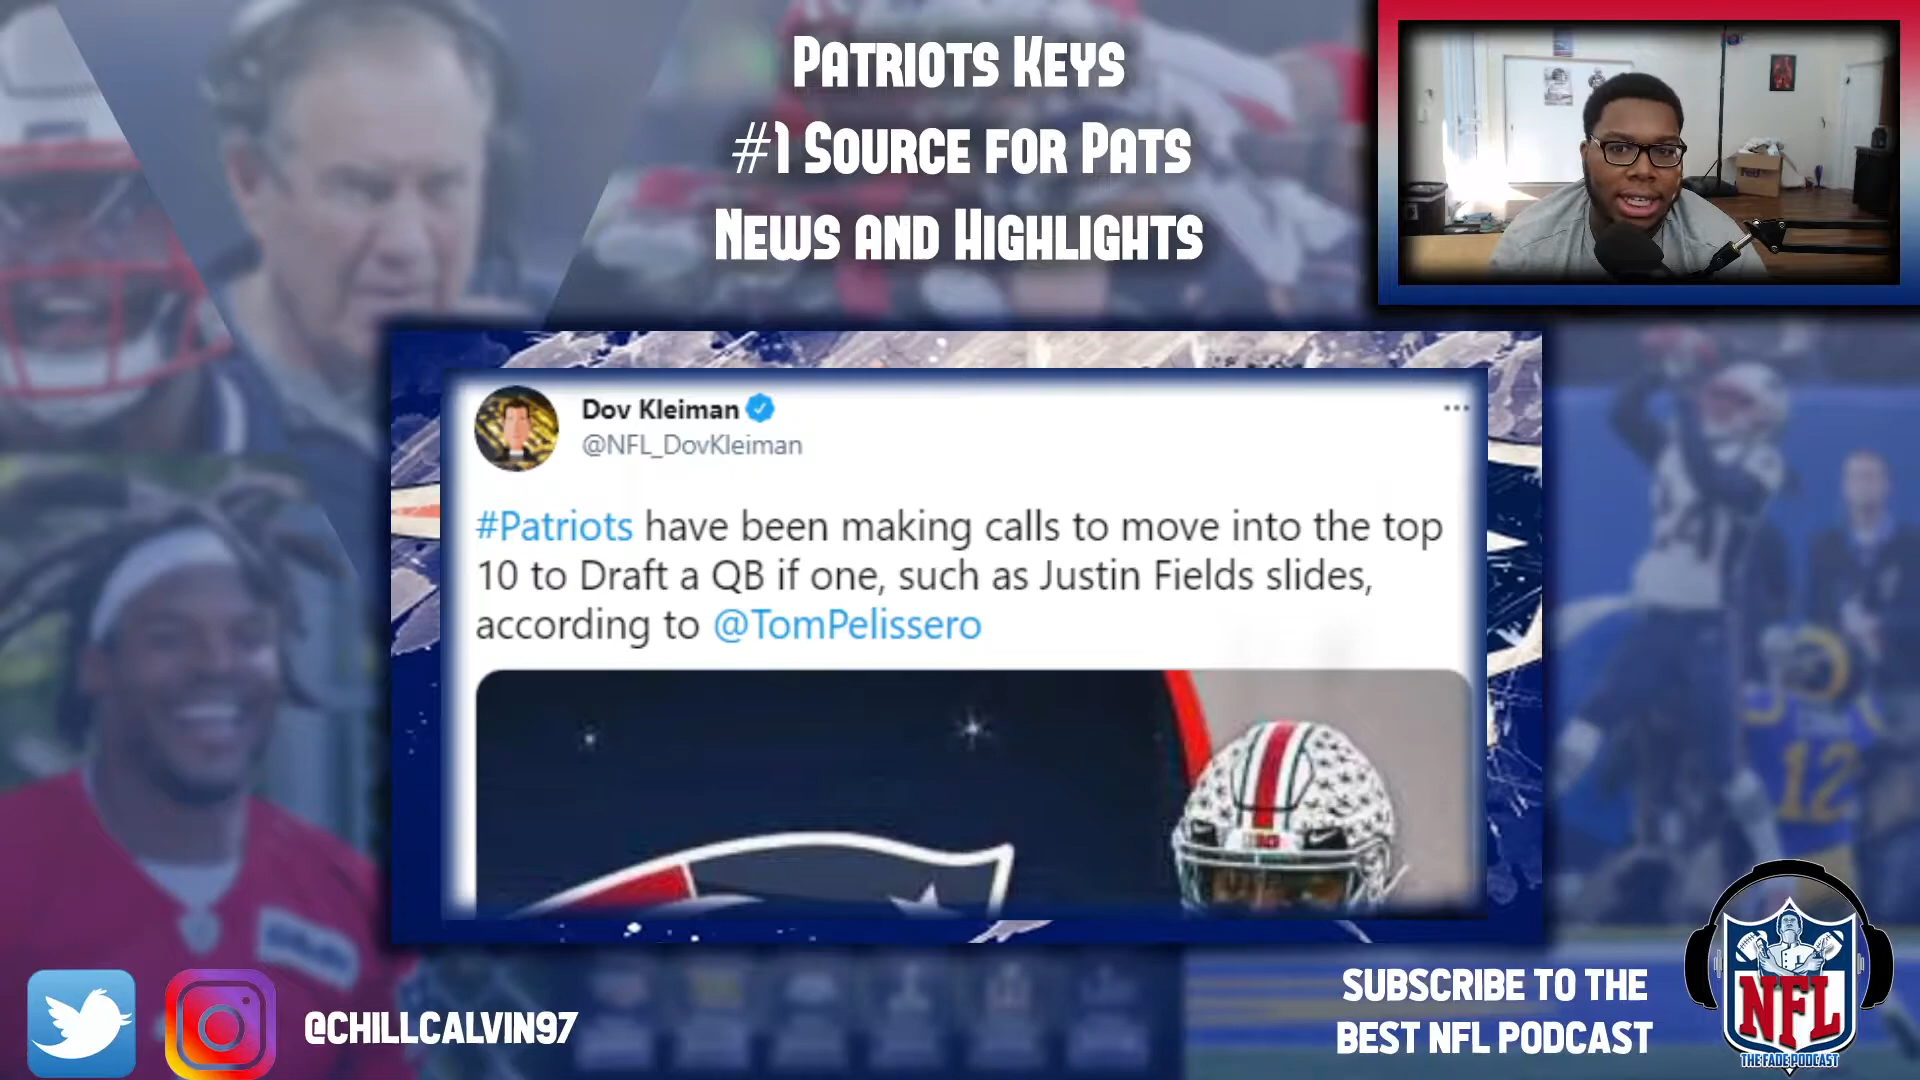 PATRIOTS KEYS
#1 SOURCE FOR PATS
NEWS AND HIGHLIGHTS
Dov Kleiman
@NFL_DovKleiman
#Patriots have been making calls to move into the top
10 to Draft a QB if one, such as Justin Fields slides,
according to @TomPelissero
12
@CHILLCALVIN97
SUBSCRIBE TO THE
BEST NFL PODCAST
NFL
THE FADE PODCAST